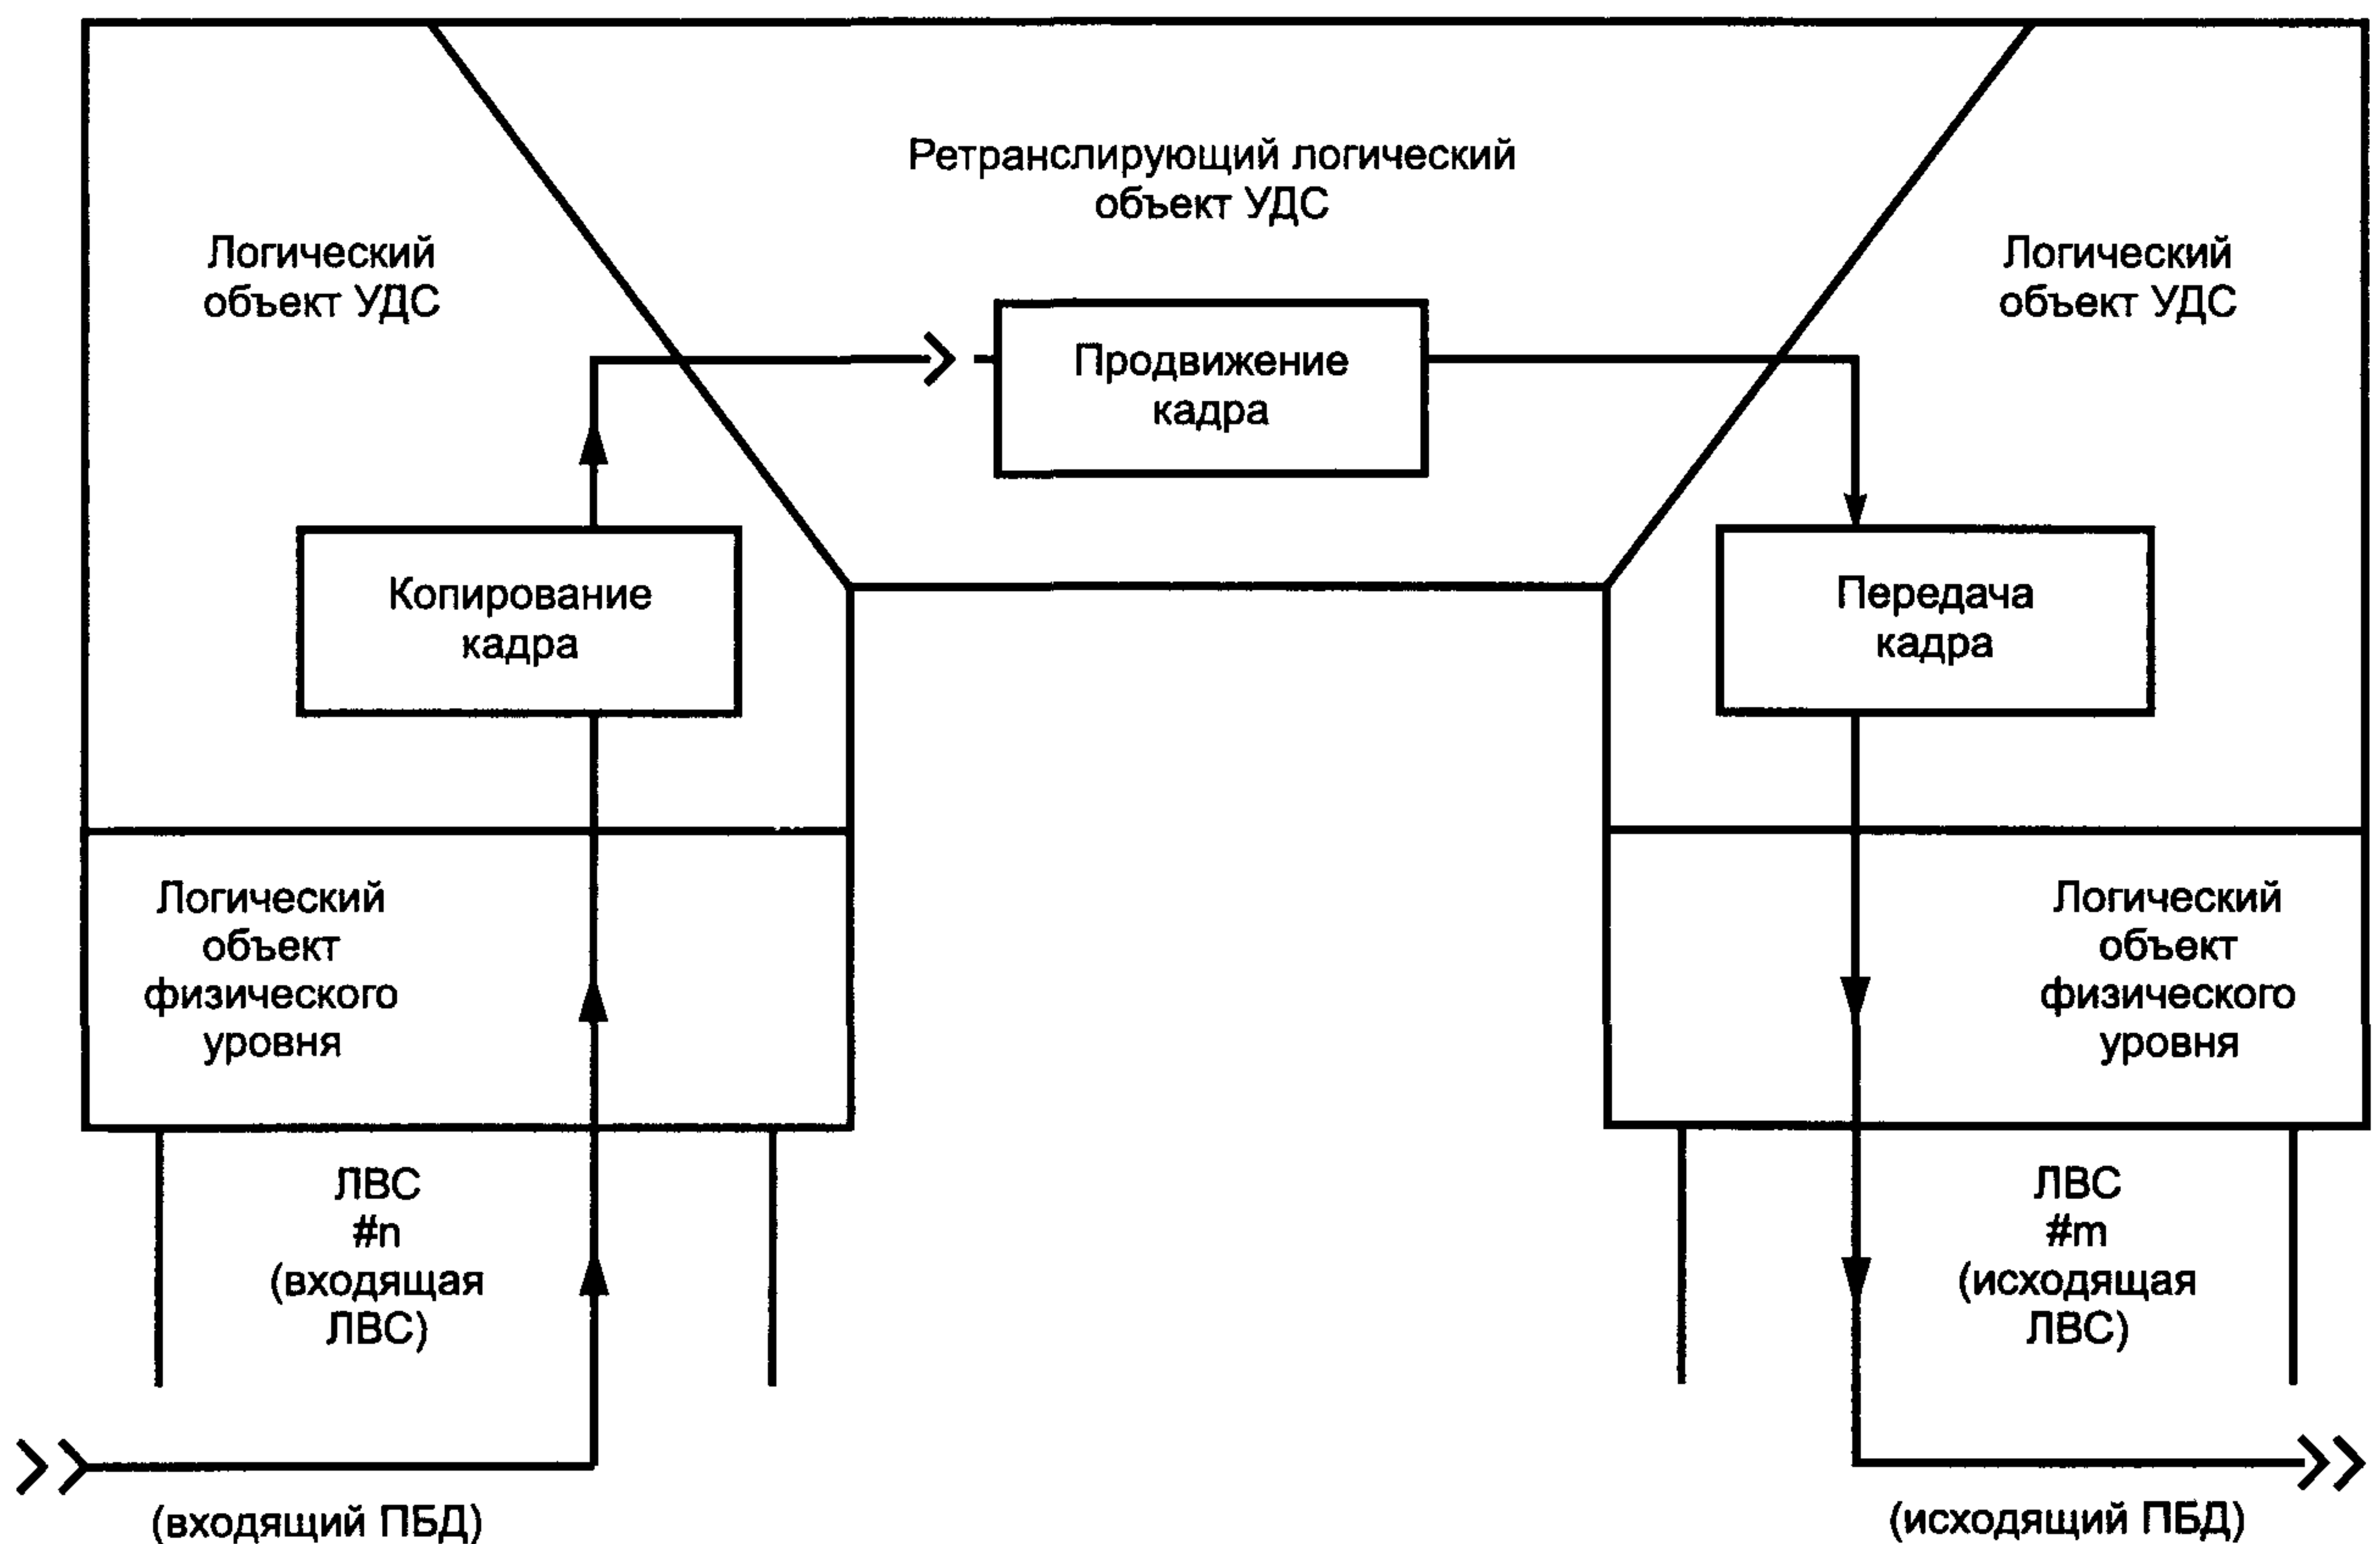 Ретранслирующий логический
объект УДС
Логический
объект УДС
Логический
объект УДС
Продвижение
кадра
Копирование
кадра
Передача
кадра
Логический
объект
физического
уровня
Логический
объект
физического
уровня
ЛВС
#n
(входящая
ЛВС)
ЛВС
#m
(исходящая
ЛВС)
(входящий ПБД)
(исходящий ПБД)